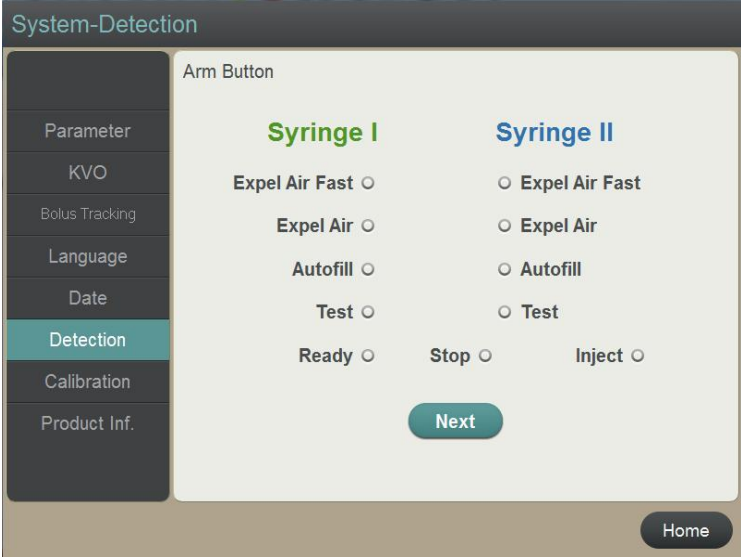 System-Detection
Arm Button
Parameter
KVO
Bolus Tracking
Language
Date
Detection
Calibration
Product Inf.
Syringe I
Syringe II
Expel Air Fast
Expel Air Fast
Expel Air
Expel Air
Autofill
Autofill
Test
Test
Ready
Stop
Inject
Next
Home